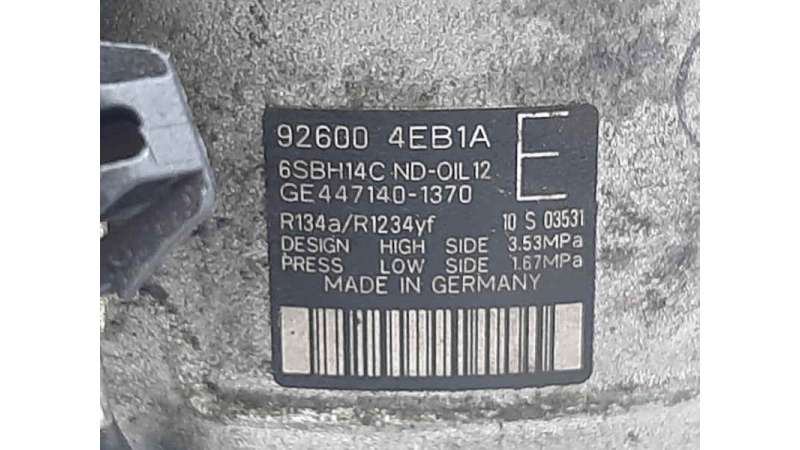 92600 4EB1A E
6SBH14C ND-OIL12
GE447140-1370
R134a/R1234yf 10 S 03531
DESIGN HIGH SIDE 3.53MPa
PRESS LOW SIDE 1.67MPa
MADE IN GERMANY